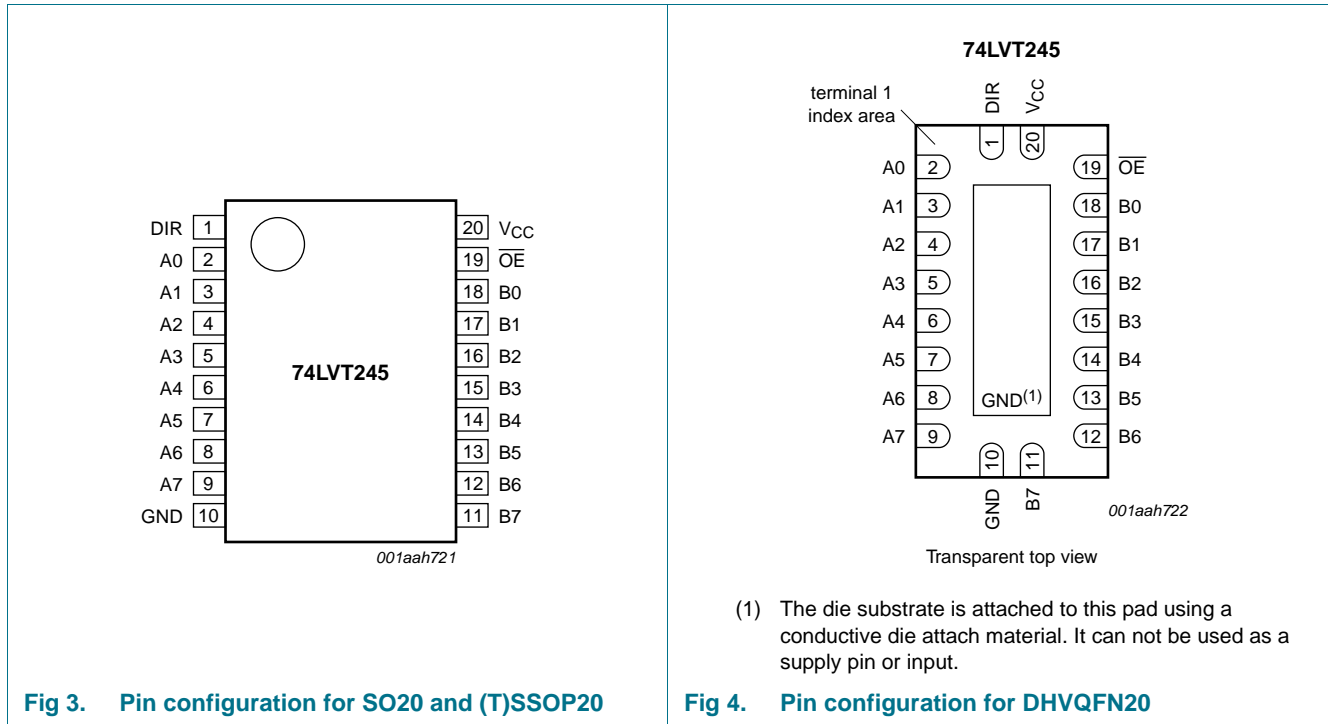 DIR 1 20 VCC
A0 2 19 OE
A1 3 18 B0
A2 4 17 B1
A3 5 16 B2
A4 6 15 B3
A5 7 14 B4
A6 8 13 B5
A7 9 12 B6
GND 10 11 B7
74LVT245
001aah721
Fig 3. Pin configuration for SO20 and (T)SSOP20
74LVT245
terminal 1
index area
DIR VCC
1 20
A0 2 19 OE
A1 3 18 B0
A2 4 17 B1
A3 5 16 B2
A4 6 15 B3
A5 7 14 B4
A6 8 GND(1) 13 B5
A7 9 12 B6
10 11
GND B7
001aah722
Transparent top view
(1) The die substrate is attached to this pad using a
conductive die attach material. It can not be used as a
supply pin or input.
Fig 4. Pin configuration for DHVQFN20